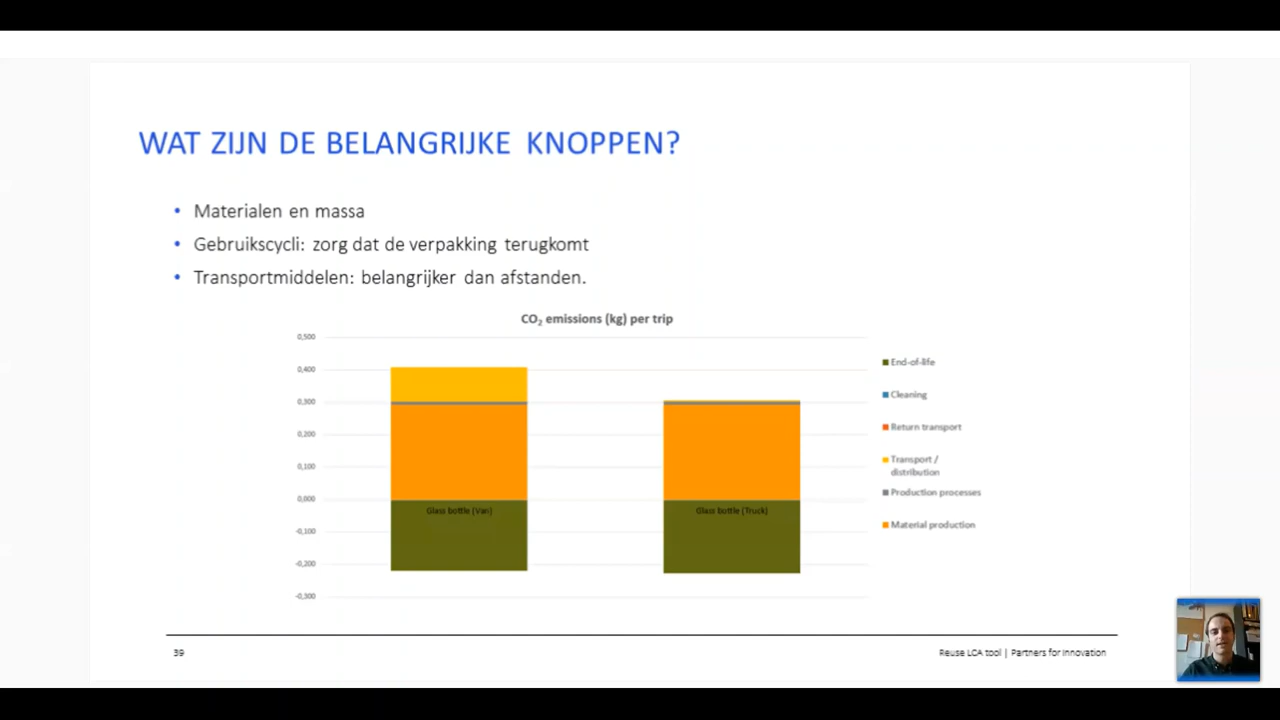 WAT ZIJN DE BELANGRIJKE KNOPPEN?
• Materialen en massa
• Gebruikscycli: zorg dat de verpakking terugkomt
• Transportmiddelen: belangrijker dan afstanden.
CO₂ emissions (kg) per trip
0,500
0,400
0,300
0,200
0,100
0,000
-0,100
-0,200
-0,300
Glass bottle (Van)
Glass bottle (Truck)
End-of-life
Cleaning
Return transport
Transport /
distribution
Production processes
Material production
39
Reuse LCA tool | Partners for Innovation